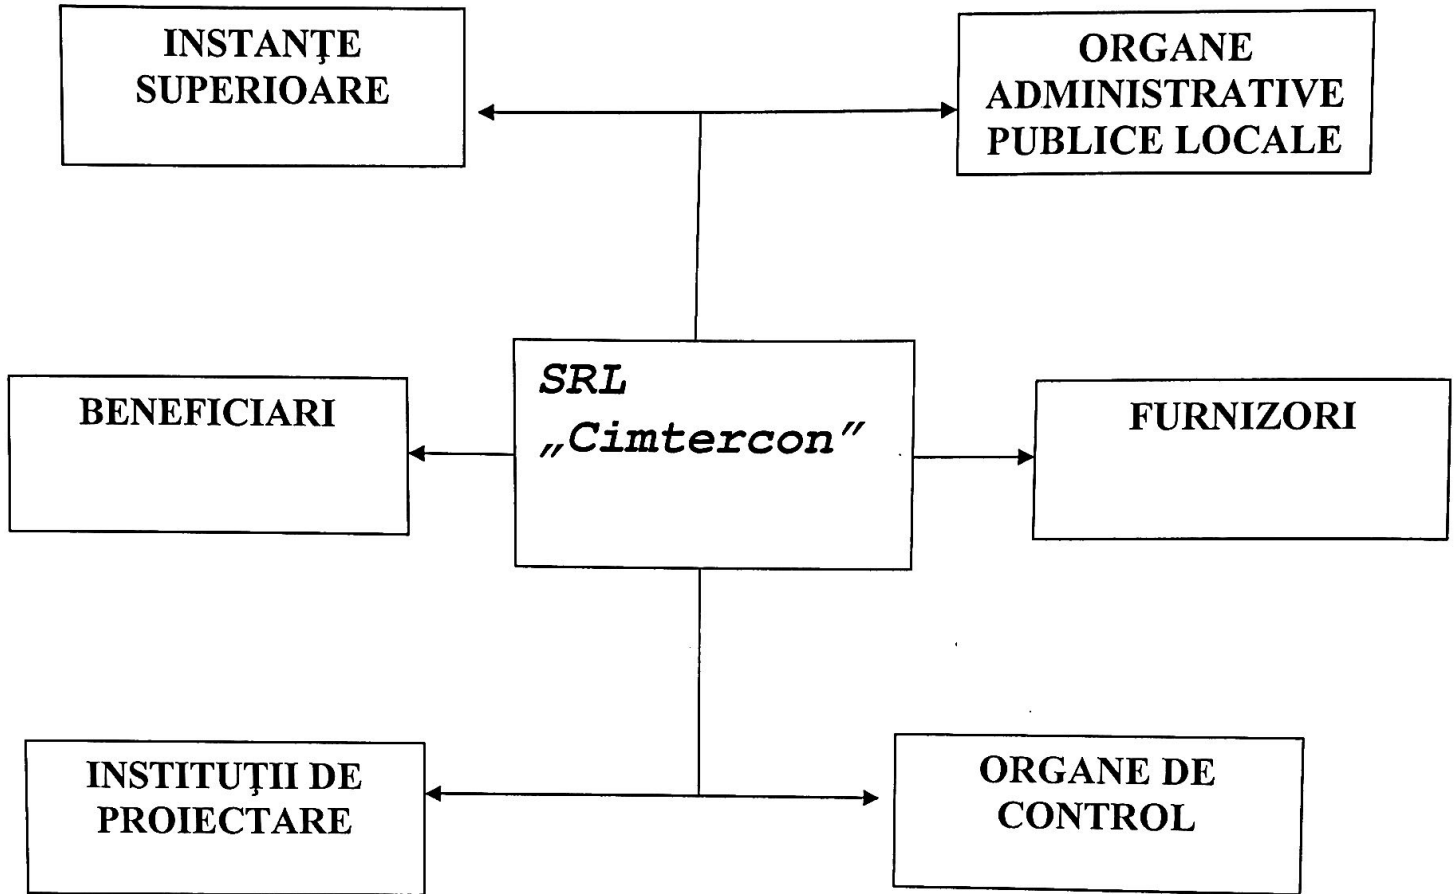 INSTANŢE
SUPERIOARE
ORGANE
ADMINISTRATIVE
PUBLICE LOCALE
BENEFICIARI
SRL
„Cimtercon”
FURNIZORI
INSTITUŢII DE
PROIECTARE
ORGANE DE
CONTROL